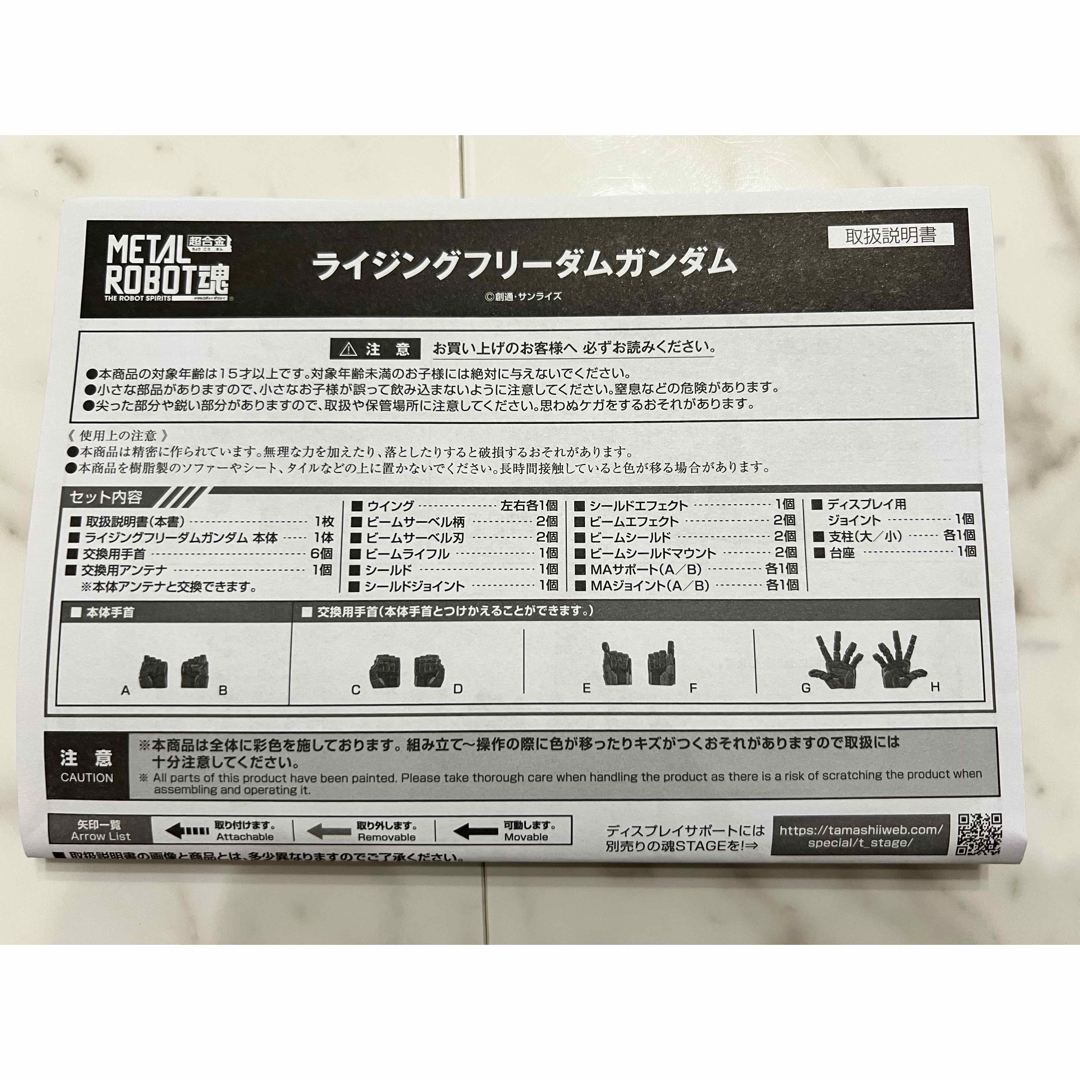 METAL 超合金
ROBOT魂
THE ROBOT SPIRITS
ライジングフリーダムガンダム
©創通・サンライズ
取扱説明書
注 意 お買い上げのお客様へ 必ずお読みください。
●本商品の対象年齢は15才以上です。対象年齢未満のお子様には絶対に与えないでください。
●小さな部品がありますので、小さなお子様が誤って飲み込まないように注意してください。窒息などの危険があります。
●尖った部分や鋭い部分がありますので、取扱や保管場所に注意してください。思わぬケガをするおそれがあります。
《 使用上の注意 》
●本商品は精密に作られています。無理な力を加えたり、落としたりすると破損するおそれがあります。
●本商品を樹脂製のソファーやシート、タイルなどの上に置かないでください。長時間接触していると色が移る場合があります。
セット内容
■ 取扱説明書(本書) 1枚
■ ライジングフリーダムガンダム 本体 1体
■ 交換用手首 6個
■ 交換用アンテナ 1個
※本体アンテナと交換できます。
■ ウイング 左右各1個
■ ビームサーベル柄 2個
■ ビームサーベル刃 2個
■ ビームライフル 1個
■ シールド 1個
■ シールドジョイント 1個
■ シールドエフェクト 1個
■ ビームエフェクト 2個
■ ビームシールド 2個
■ ビームシールドマウント 2個
■ MAサポート(A/B) 各1個
■ MAジョイント(A/B) 各1個
■ ディスプレイ用
ジョイント 1個
■ 支柱(大/小) 各1個
■ 台座 1個
■ 本体手首
A B
■ 交換用手首(本体手首とつけかえることができます。)
C D E F G H
注 意
CAUTION
※本商品は全体に彩色を施しております。組み立て〜操作の際に色が移ったりキズがつくおそれがありますので取扱には
十分注意してください。
※ All parts of this product have been painted. Please take thorough care when handling the product as there is a risk of scratching the product when
assembling and operating it.
矢印一覧
Arrow List
取り付けます。
Attachable
取り外します。
Removable
可動します。
Movable
ディスプレイサポートには
別売りの魂STAGEを!⇒
https://tamashiiweb.com/
special/t_stage/
■ 取扱説明書の画像と商品とは、多少異なりますのでご了承ください。